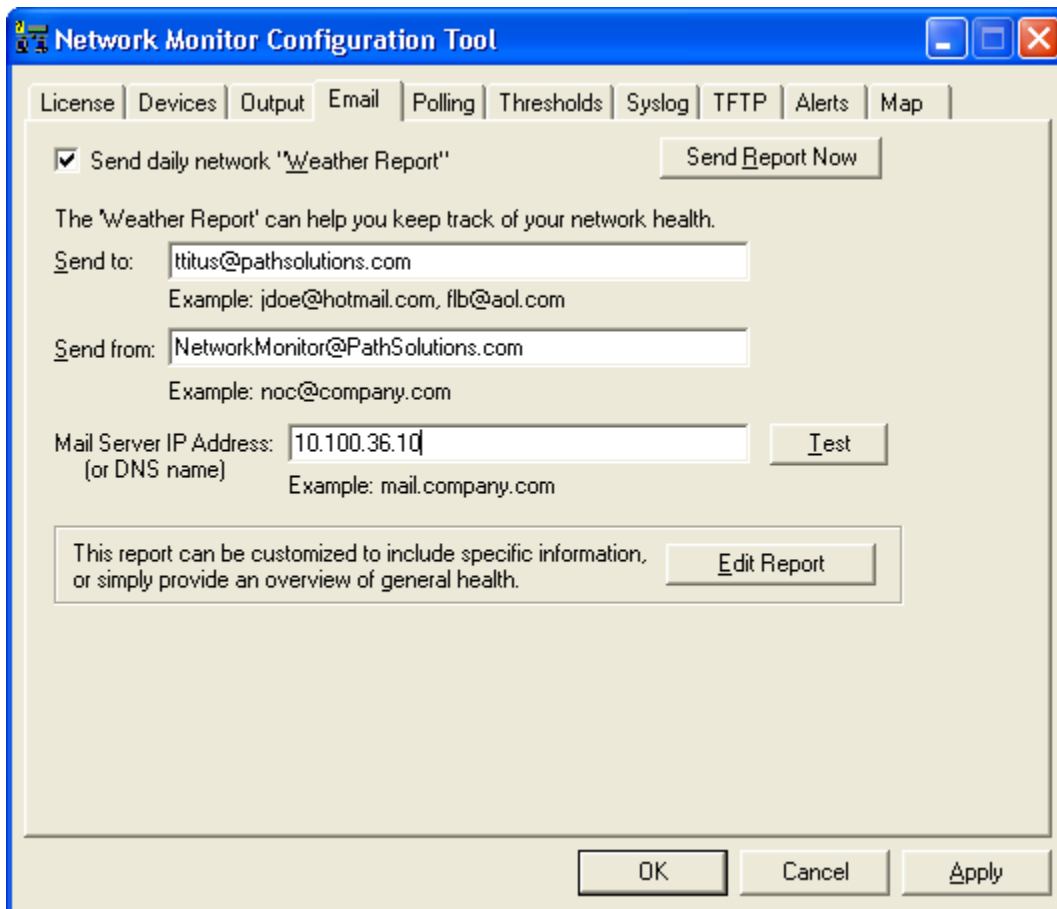 Network Monitor Configuration Tool
License Devices Output Email Polling Thresholds Syslog TFTP Alerts Map
Send daily network "Weather Report" Send Report Now
The 'Weather Report' can help you keep track of your network health.
Send to: ttitus@pathsolutions.com
Example: jdoe@hotmail.com, flb@aol.com
Send from: NetworkMonitor@PathSolutions.com
Example: noc@company.com
Mail Server IP Address: 10.100.36.10 Test
(or DNS name)
Example: mail.company.com
This report can be customized to include specific information,
or simply provide an overview of general health.
Edit Report
OK Cancel Apply